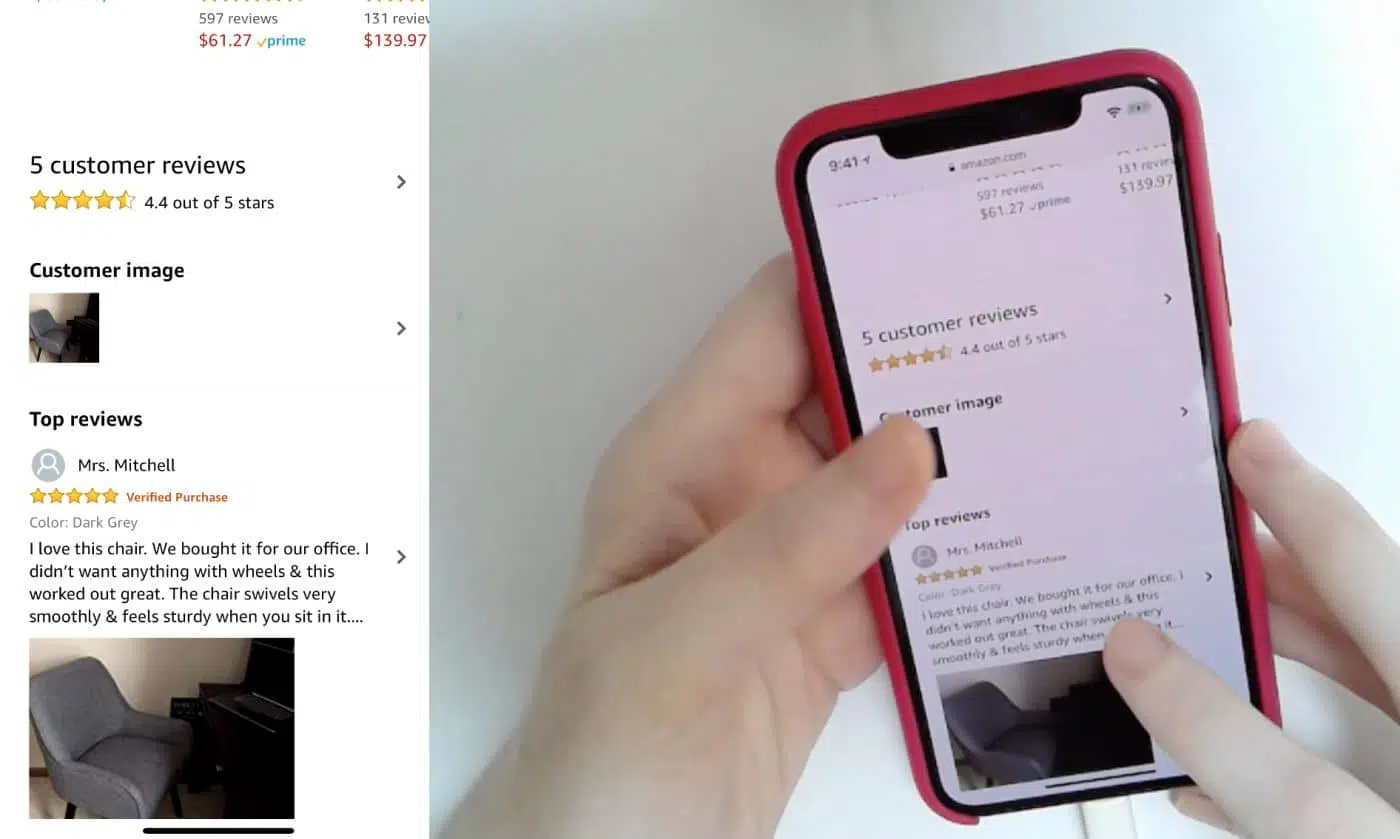 597 reviews
131 review
$61.27 prime
$139.97
5 customer reviews
4.4 out of 5 stars
Customer image
Top reviews
Mrs. Mitchell
Verified Purchase
Color: Dark Grey
I love this chair. We bought it for our office. I
didn’t want anything with wheels & this
worked out great. The chair swivels very
smoothly & feels sturdy when you sit in it....
9:41
amazon.com
597 reviews
131 review
$61.27 prime
$139.97
5 customer reviews
4.4 out of 5 stars
Customer image
Top reviews
Mrs. Mitchell
Verified Purchase
Color: Dark Grey
I love this chair. We bought it for our office. I
didn’t want anything with wheels & this
worked out great. The chair swivels very
smoothly & feels sturdy when it....